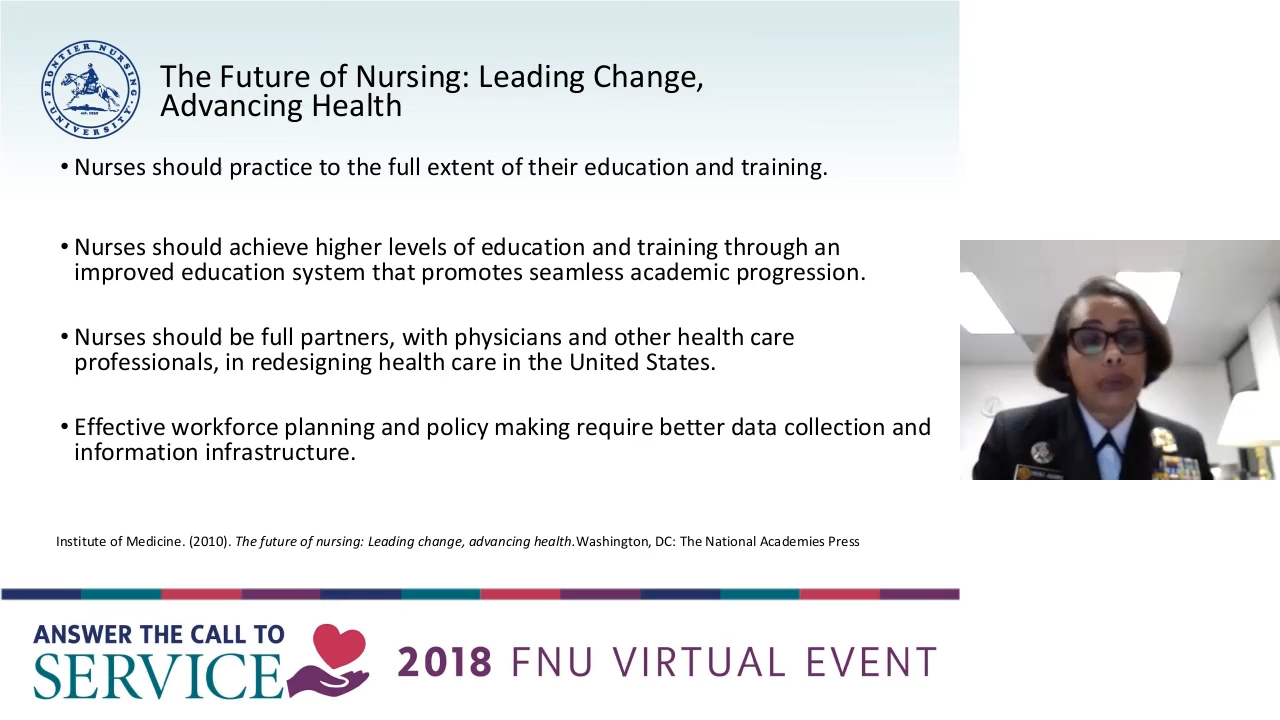 FRONTIER NURSING
UNIVERSITY
The Future of Nursing: Leading Change,
Advancing Health
• Nurses should practice to the full extent of their education and training.
• Nurses should achieve higher levels of education and training through an
improved education system that promotes seamless academic progression.
• Nurses should be full partners, with physicians and other health care
professionals, in redesigning health care in the United States.
• Effective workforce planning and policy making require better data collection and
information infrastructure.
Institute of Medicine. (2010). The future of nursing: Leading change, advancing health.Washington, DC: The National Academies Press
ANSWER THE CALL TO
SERVICE
2018 FNU VIRTUAL EVENT